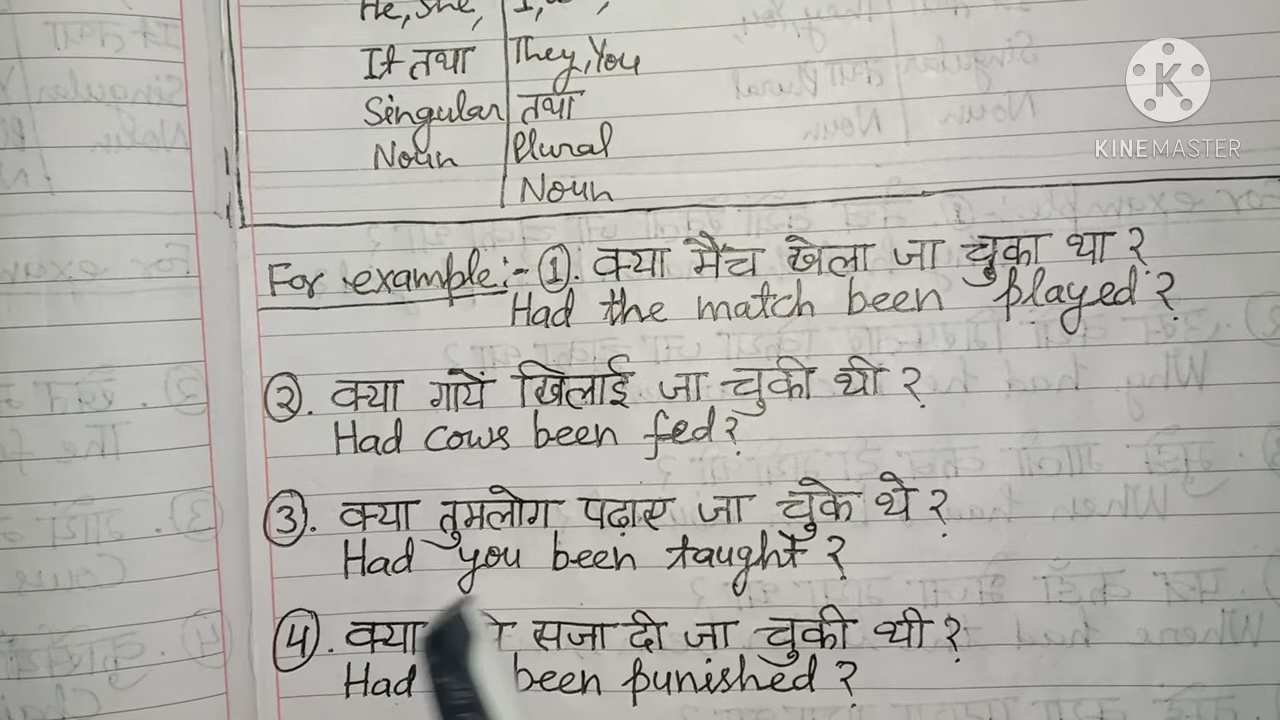 He, She, | I,
It तथा | They, You
Singular | तथा
Noun | Plural
| Noun
K
KINEMASTER
For example:- ①. क्या मैच खेला जा चुका था?
Had the match been played?
②. क्या गायें खिलाई जा चुकी थी?
Had cows been fed?
③. क्या तुमलोग पढ़ाए जा चुके थे?
Had you been taught?
④. क्या सजा दी जा चुकी थी?
Had been punished?